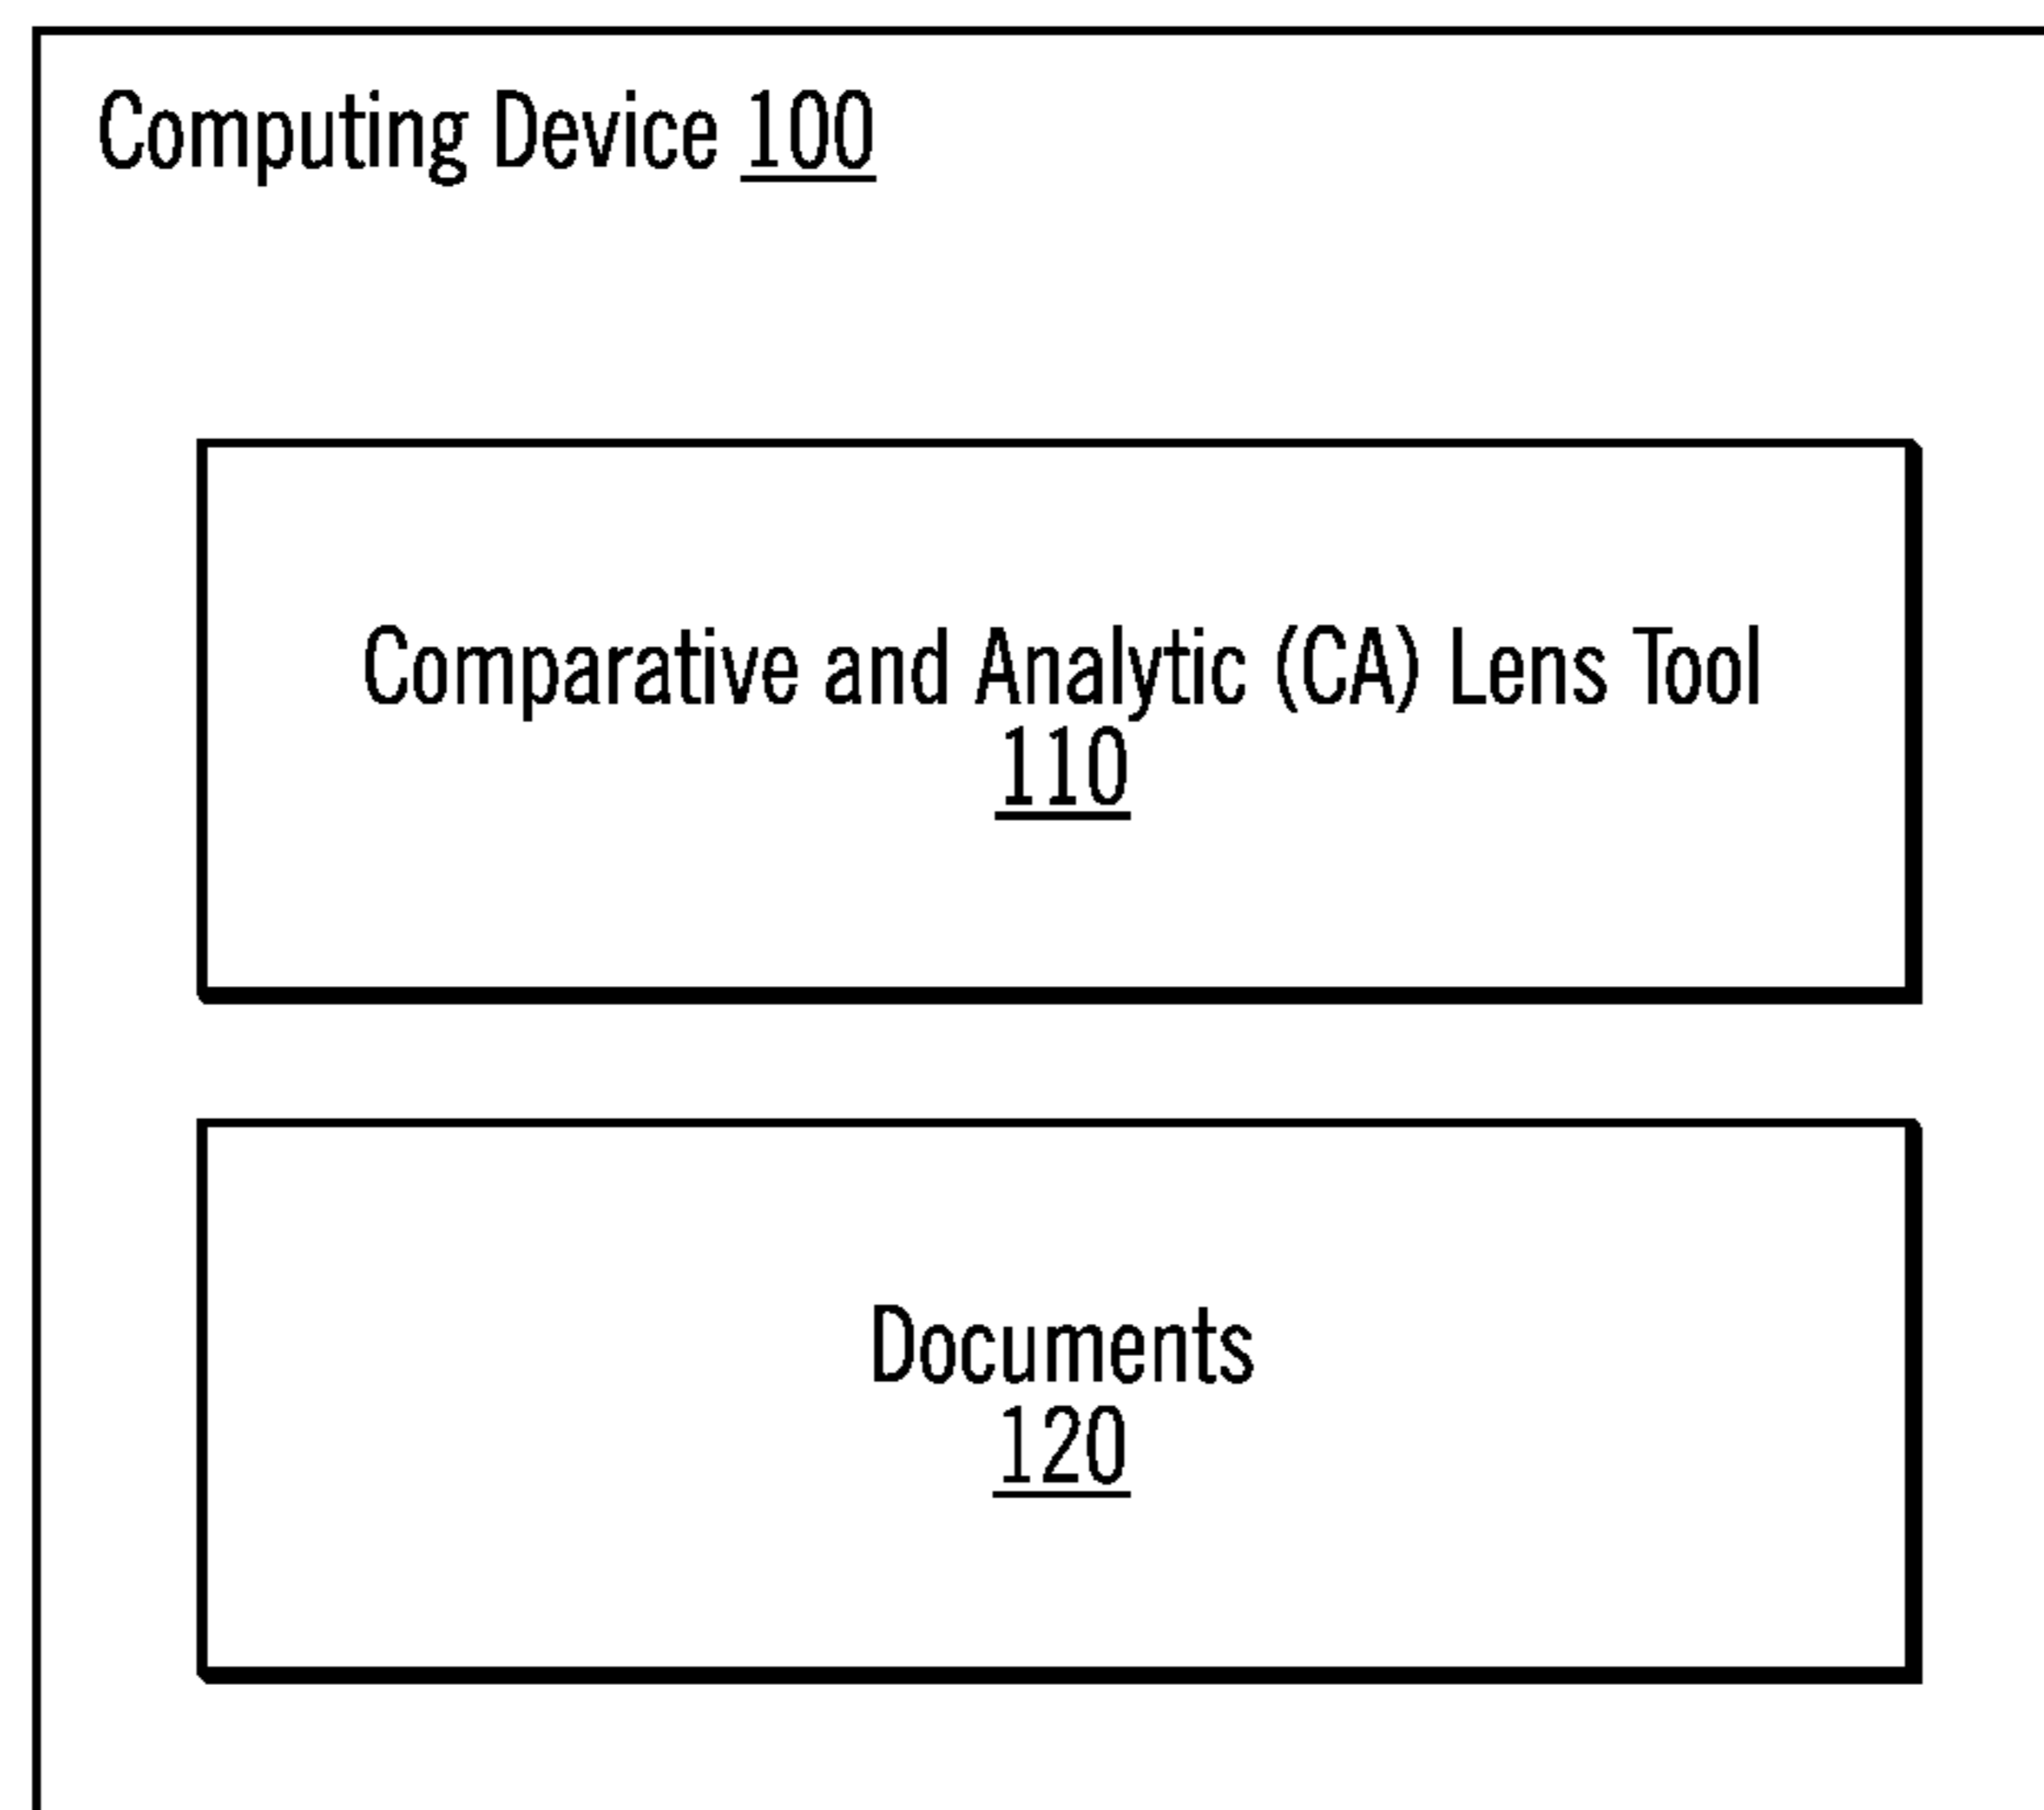 Computing Device 100
Comparative and Analytic (CA) Lens Tool
110
Documents
120